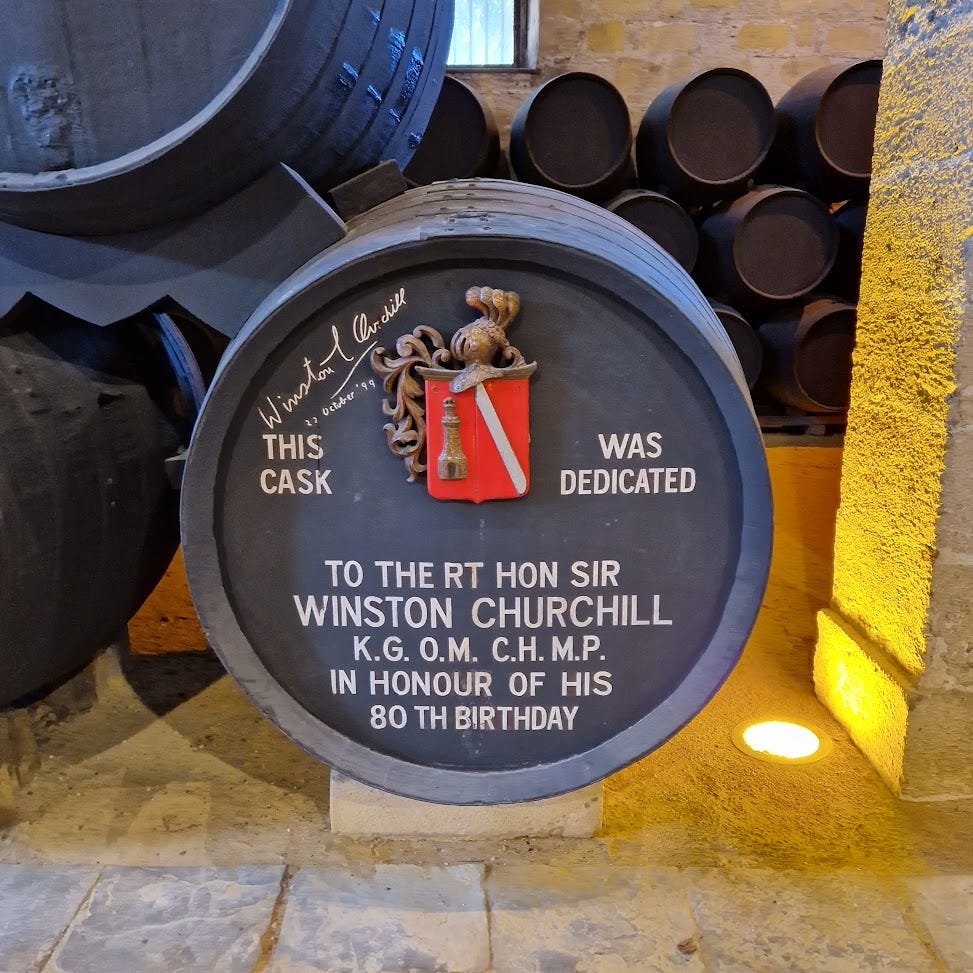 Winston S Churchill
23 October '99
THIS WAS
CASK DEDICATED
TO THE RT HON SIR
WINSTON CHURCHILL
K.G. O.M. C.H. M.P.
IN HONOUR OF HIS
80 TH BIRTHDAY